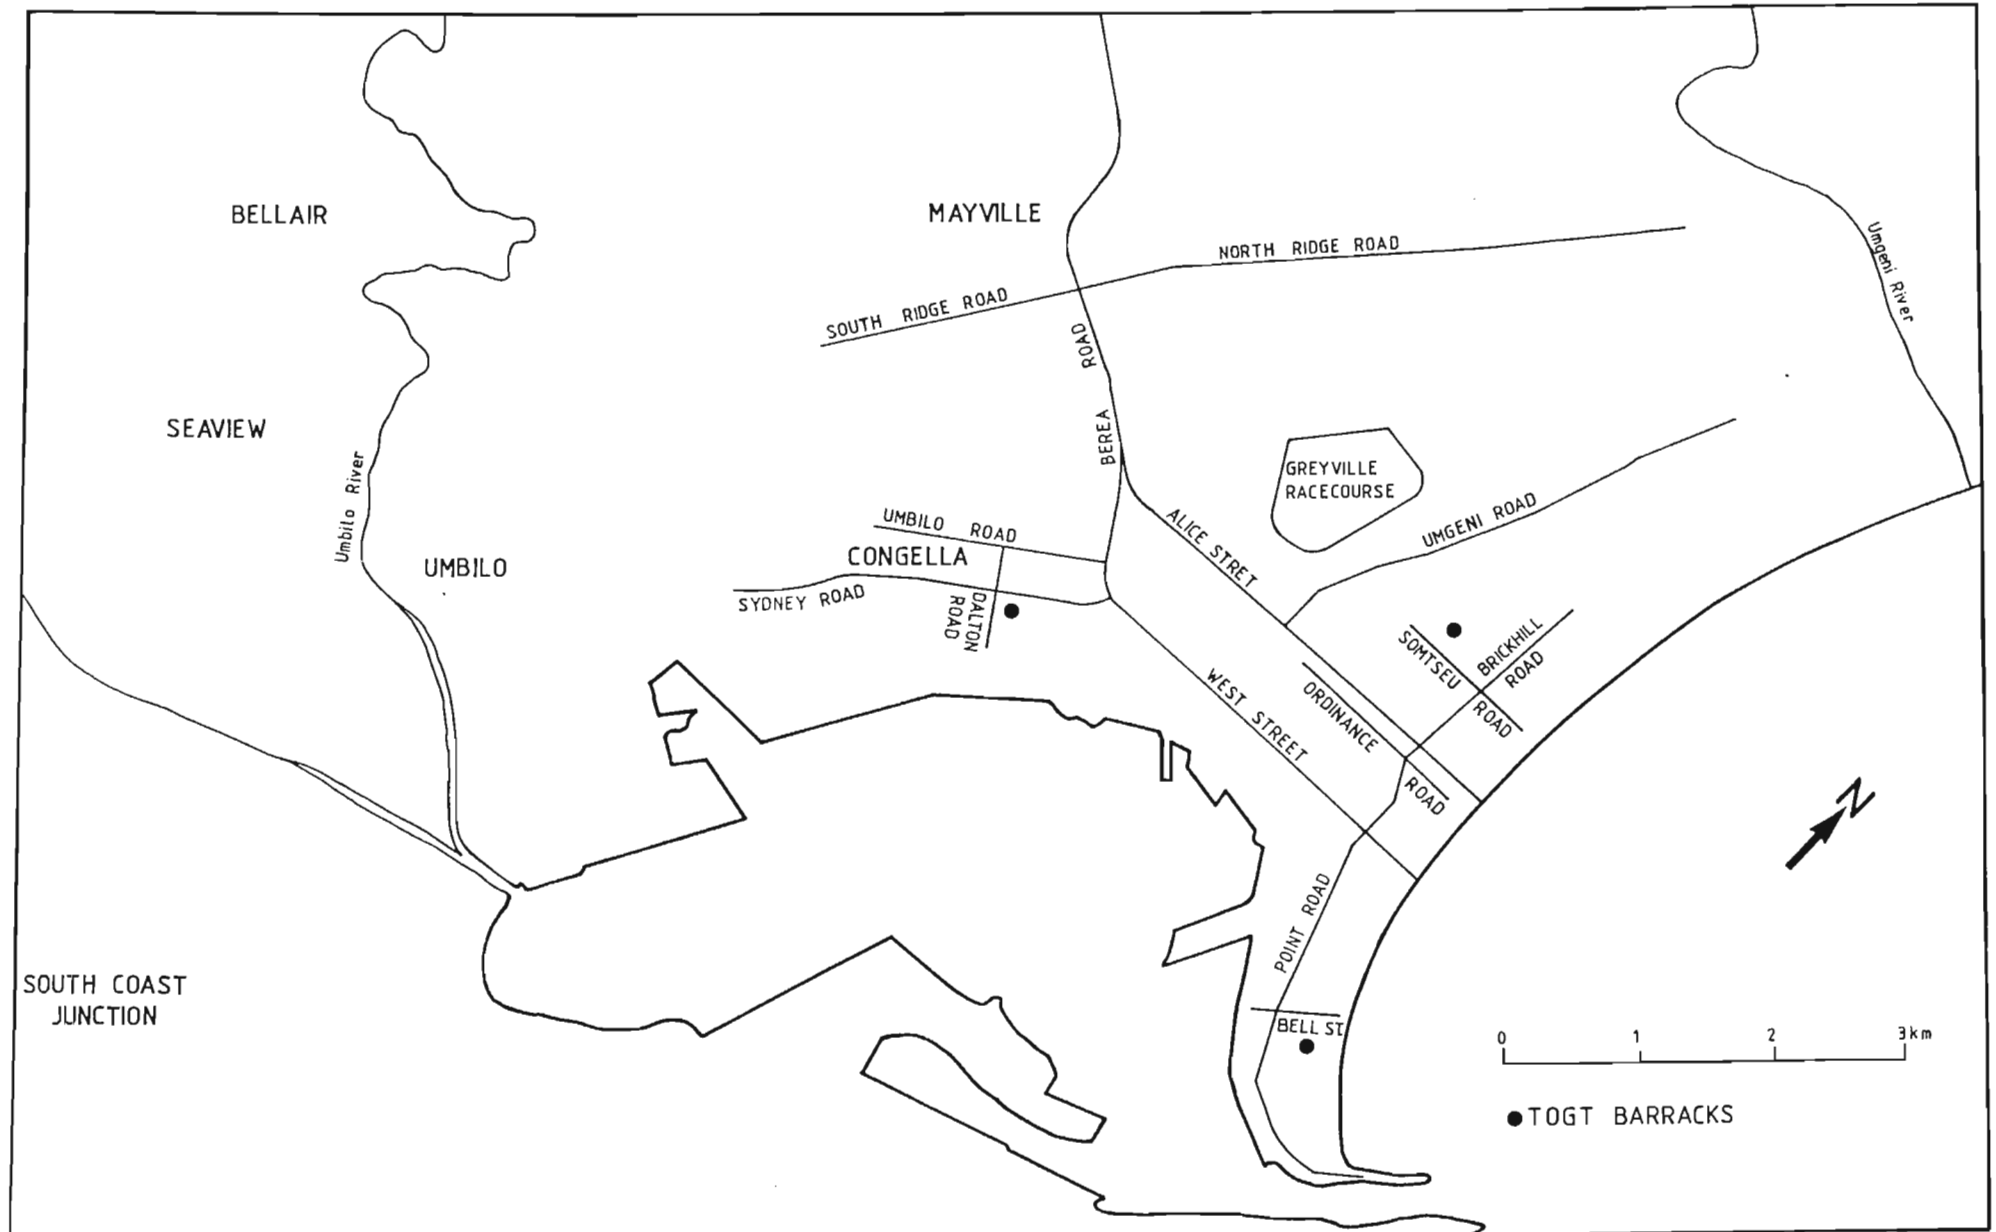 BELLAIR
MAYVILLE
NORTH RIDGE ROAD
Umgeni River
SOUTH RIDGE ROAD
BEREA ROAD
SEAVIEW
Umbilo River
GREYVILLE
RACECOURSE
UMBILO ROAD
ALICE STRET
UMGENI ROAD
CONGELLA
UMBILO
SYDNEY ROAD
DALTON
ROAD
BRICKHILL
ROAD
SOMTSEU
ROAD
WEST STREET
ORDINANCE
ROAD
N
POINT ROAD
SOUTH COAST
JUNCTION
BELL ST
0 1 2 3km
TOGT BARRACKS